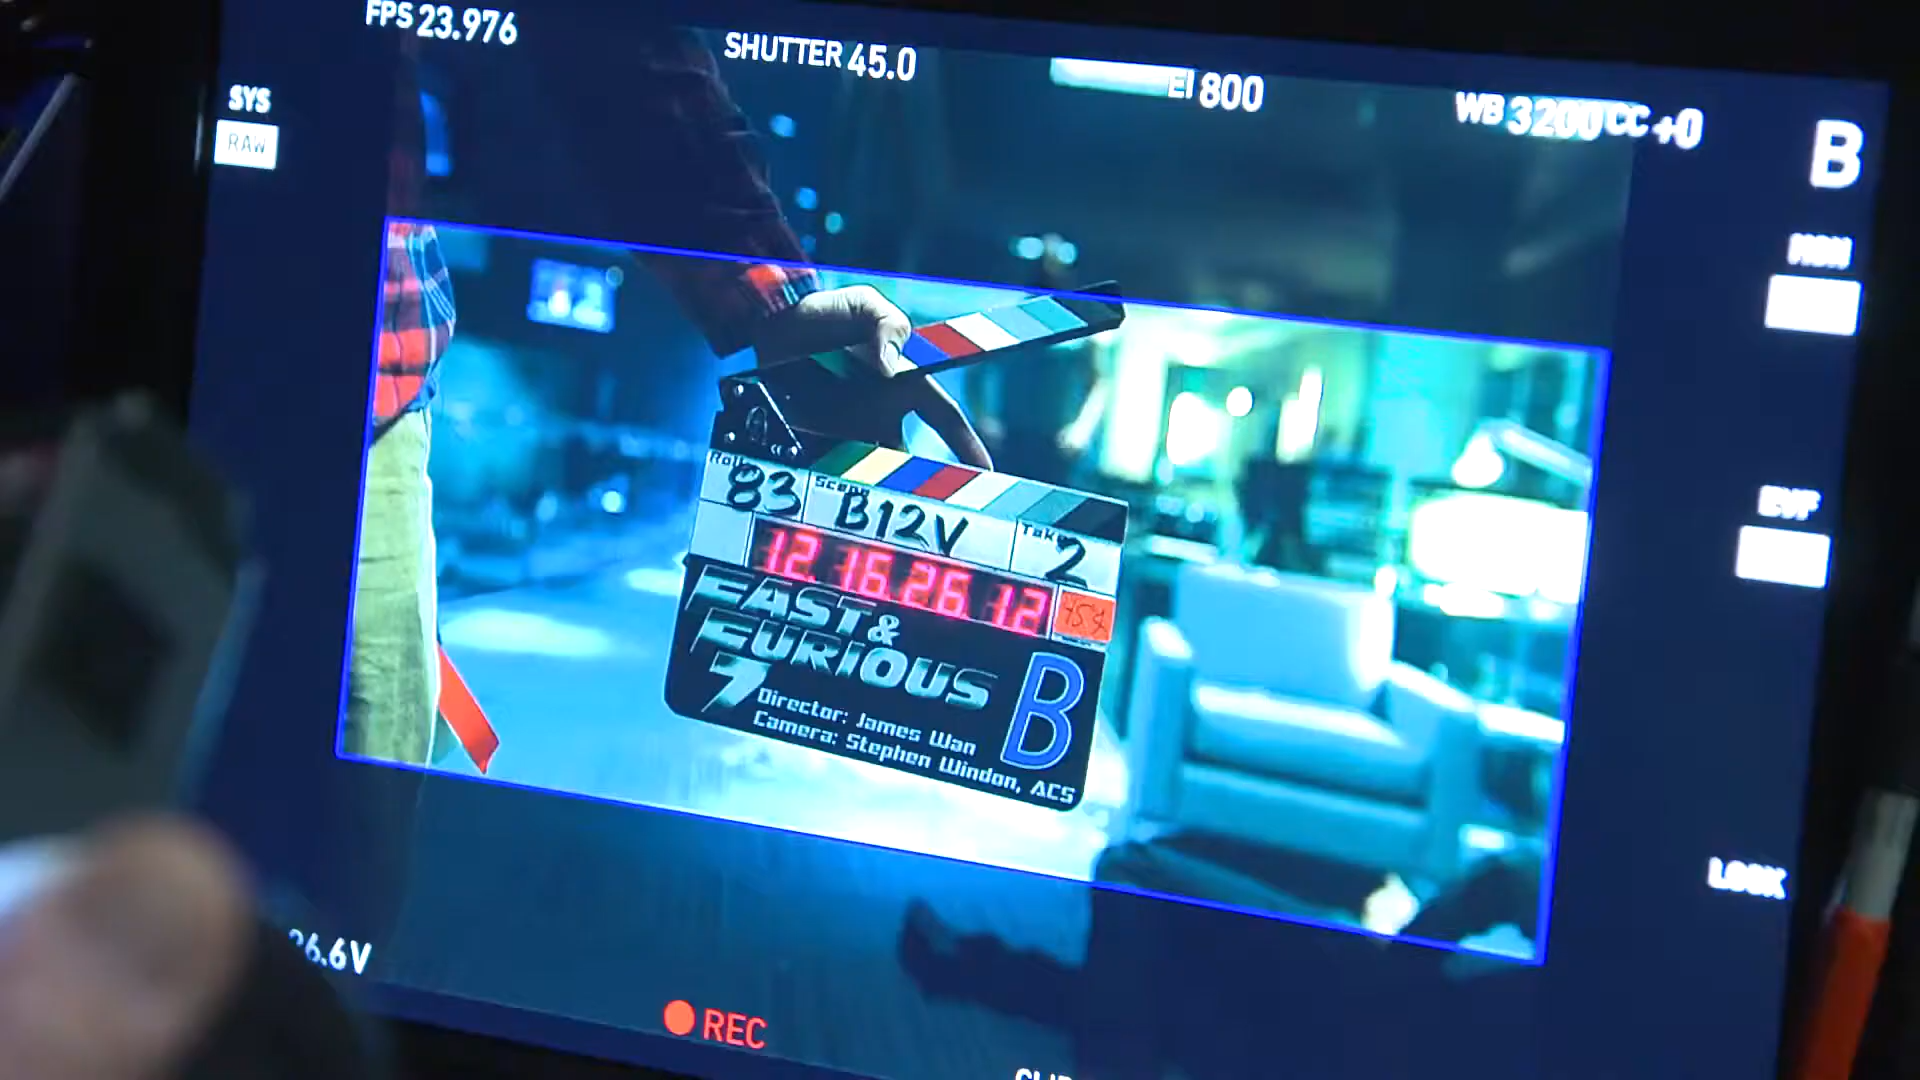 FPS 23.976
SHUTTER 45.0
EI 800
WB 3200 CC +0
SYS
RAW
B
MON
EVF
LOOK
Roll 83
Scene B12V
Take 2
12.16.26.12
FAST &
FURIOUS
7
B
Director: James Wan
Camera: Stephen Windon, ACS
26.6V
REC